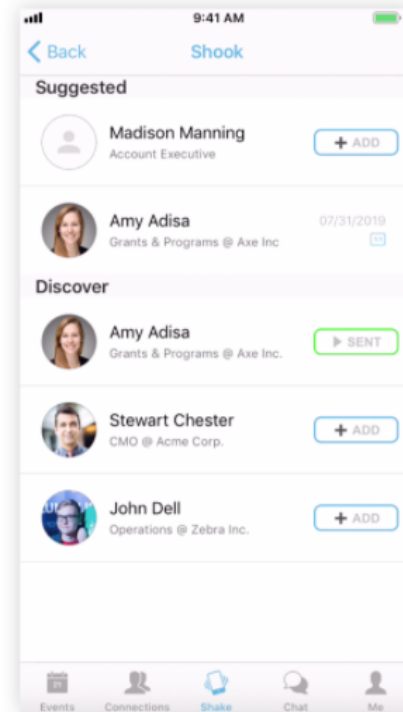 9:41 AM
Back
Shook
Suggested
Madison Manning
Account Executive
+ ADD
Amy Adisa
Grants & Programs @ Axe Inc
07/31/2019
Discover
Amy Adisa
Grants & Programs @ Axe Inc.
SENT
Stewart Chester
CMO @ Acme Corp.
+ ADD
John Dell
Operations @ Zebra Inc.
+ ADD
Events
Connections
Shake
Chat
Me